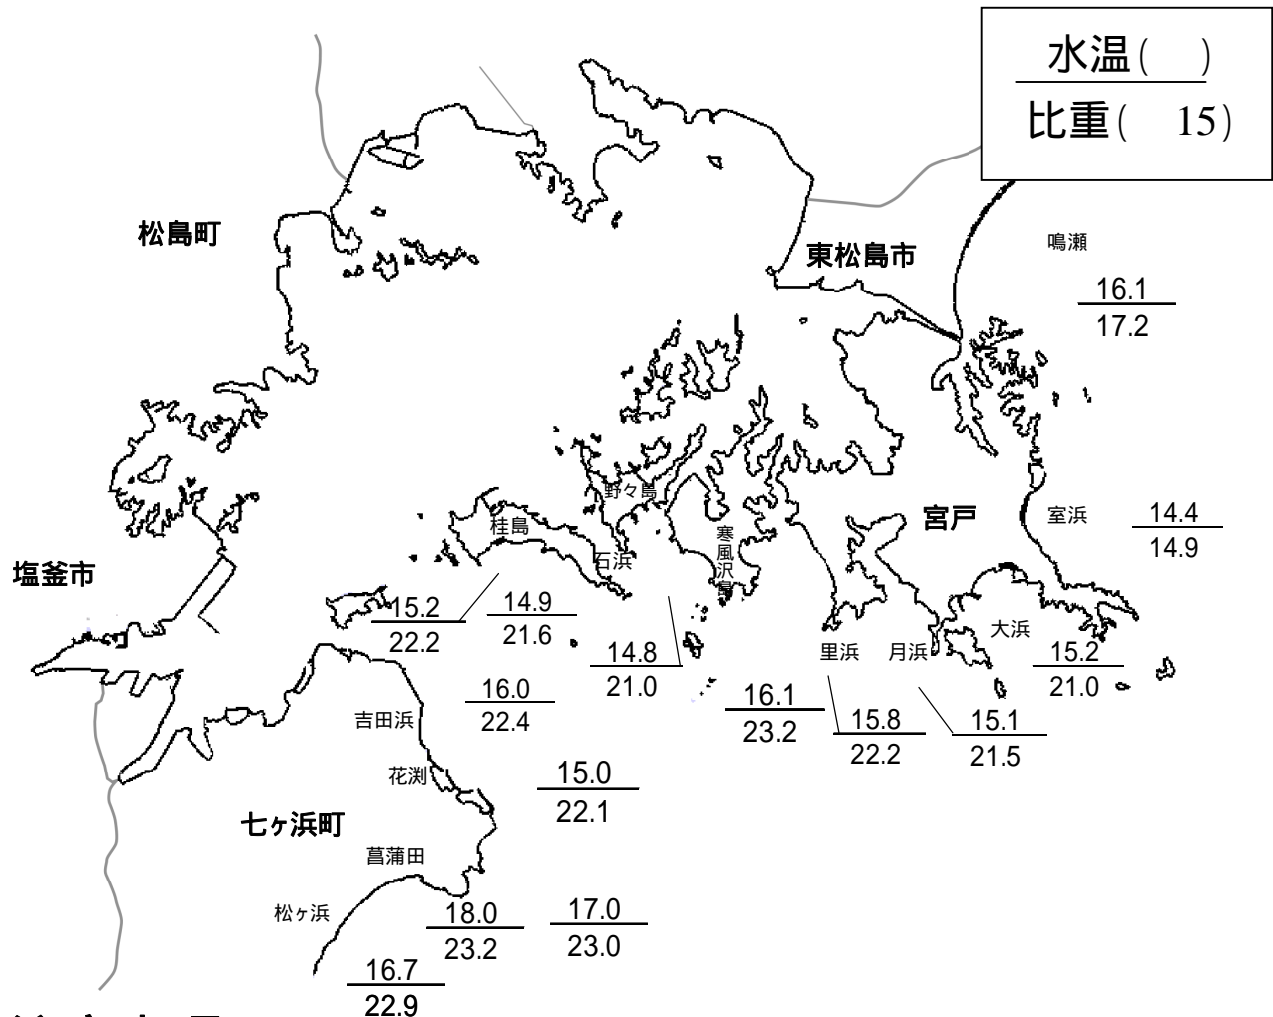 水温(　)
比重(　15)
松島町
東松島市
鳴瀬
16.1
17.2
野々島
桂島
寒風沢島
宮戸
室浜
14.4
14.9
石浜
塩釜市
15.2
22.2
14.9
21.6
14.8
21.0
里浜
月浜
大浜
15.2
21.0
16.0
22.4
16.1
23.2
15.8
22.2
15.1
21.5
吉田浜
花渕
15.0
22.1
七ヶ浜町
菖蒲田
松ヶ浜
18.0
23.2
17.0
23.0
16.7
22.9